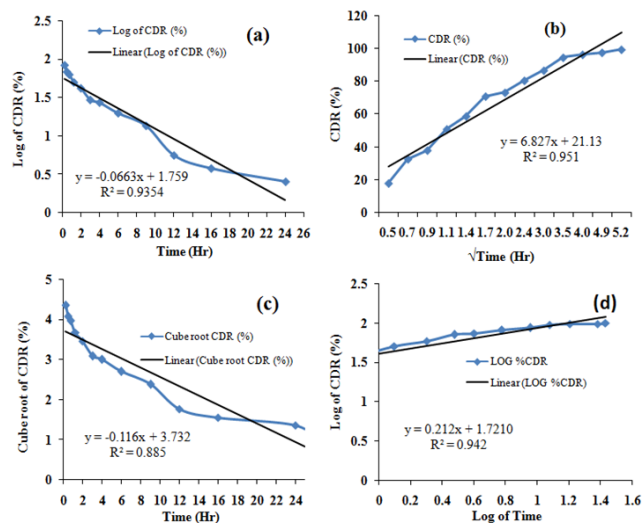 (a)
Log of CDR (%)
Linear (Log of CDR (%))
Log of CDR (%)
2.5
2
1.5
1
0.5
0
y = -0.0663x + 1.759
R² = 0.9354
0 2 4 6 8 10 12 14 16 18 20 22 24 26
Time (Hr)
(b)
CDR (%)
Linear (CDR (%))
CDR (%)
120
100
80
60
40
20
0
y = 6.827x + 21.13
R² = 0.951
0.5 0.7 0.9 1.1 1.4 1.7 2.0 2.4 3.0 3.5 4.0 4.9 5.2
√Time (Hr)
(c)
Cube root CDR (%)
Linear (Cube root CDR (%))
Cube root of CDR (%)
5
4
3
2
1
0
y = -0.116x + 3.732
R² = 0.885
0 2 4 6 8 10 12 14 16 18 20 22 24
Time (Hr)
(d)
LOG %CDR
Linear (LOG %CDR)
Log of CDR (%)
2.5
2
1.5
1
0.5
0
y = 0.212x + 1.7210
R² = 0.942
0 0.2 0.4 0.6 0.8 1 1.2 1.4 1.6
Log of Time